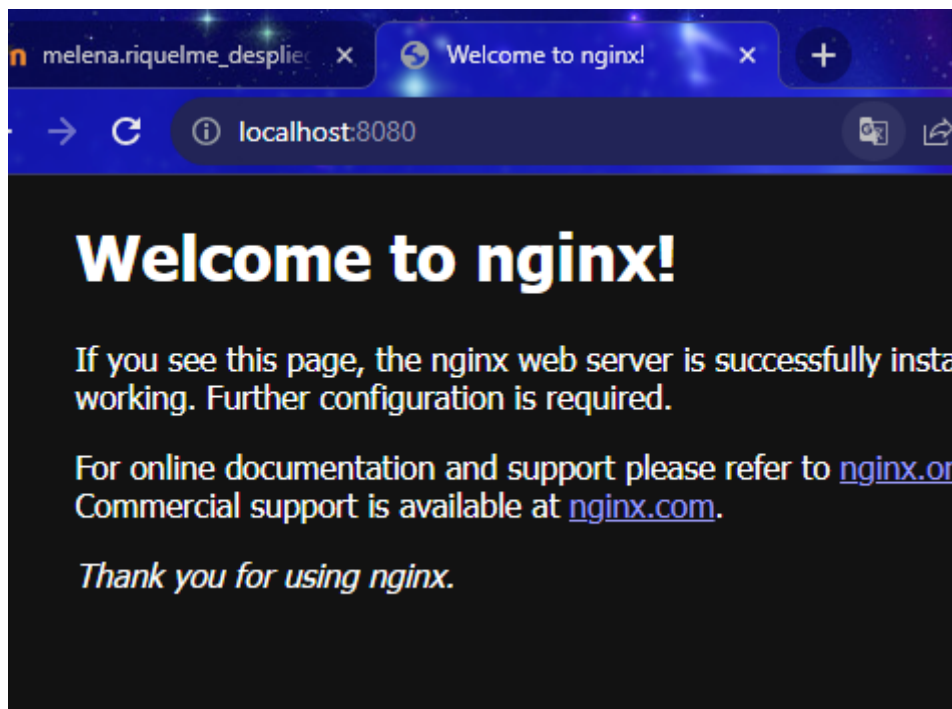 melena.riquelme_desplie
Welcome to nginx!
localhost:8080
Welcome to nginx!
If you see this page, the nginx web server is successfully insta
working. Further configuration is required.
For online documentation and support please refer to nginx.or
Commercial support is available at nginx.com.
Thank you for using nginx.